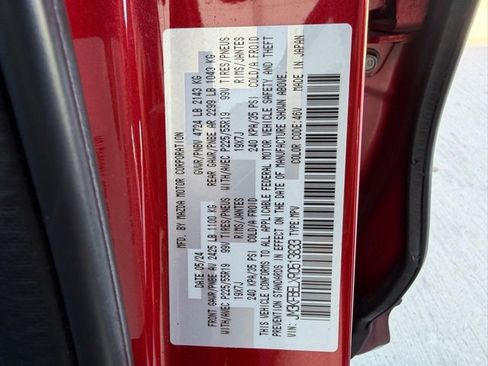 MFD. BY MAZDA MOTOR CORPORATION
DATE: 05/24 GVWR/PNBV 4724 LB 2143 KG
FRONT GAWR/PNBE AV 2425 LB 1100 KG REAR GAWR/PNBE AR 2299 LB 1043 KG
WITH/AVEC P225/55R19 99V TIRES/PNEUS WITH/AVEC P225/55R19 99V TIRES/PNEUS
19X7J RIMS/JANTES 19X7J RIMS/JANTES
240 KPA/35 PSI COLD/A FROID 240 KPA/35 PSI COLD/A FROID
THIS VEHICLE CONFORMS TO ALL APPLICABLE FEDERAL MOTOR VEHICLE SAFETY AND THEFT
PREVENTION STANDARDS IN EFFECT ON THE DATE OF MANUFACTURE SHOWN ABOVE.
VIN: TYPE: MPV COLOR: 46V MADE IN JAPAN